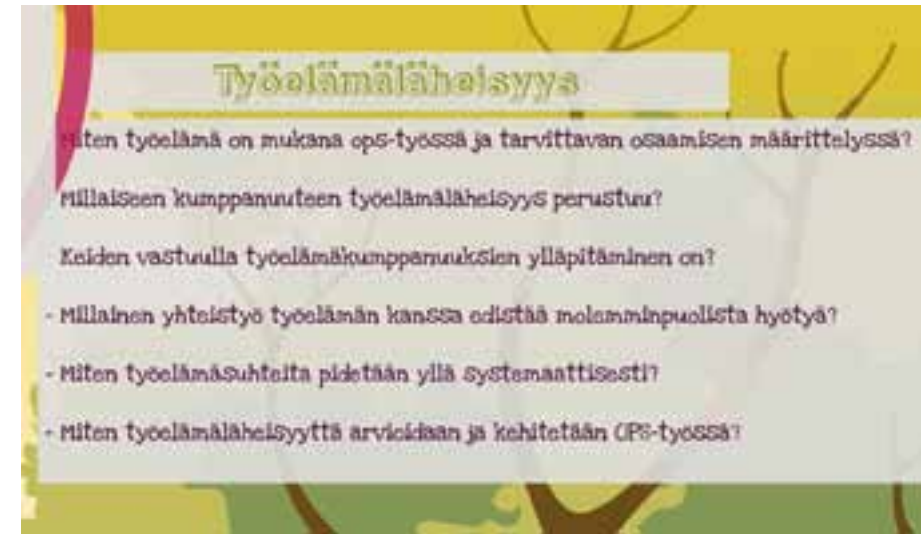 Työelämäläheisyys
Miten työelämä on mukana ops-työssä ja tarvittavan osaamisen määrittelyssä?
Millaiseen kumppanuuteen työelämäläheisyys perustuu?
Keiden vastuulla työelämäkumppanuuksien ylläpitäminen on?
- Millainen yhteistyö työelämän kanssa edistää molemminpuolista hyötyä?
- Miten työelämäsuhteita pidetään yllä systemaattisesti?
- Miten työelämäläheisyyttä arvioidaan ja kehitetään OPS-työssä?